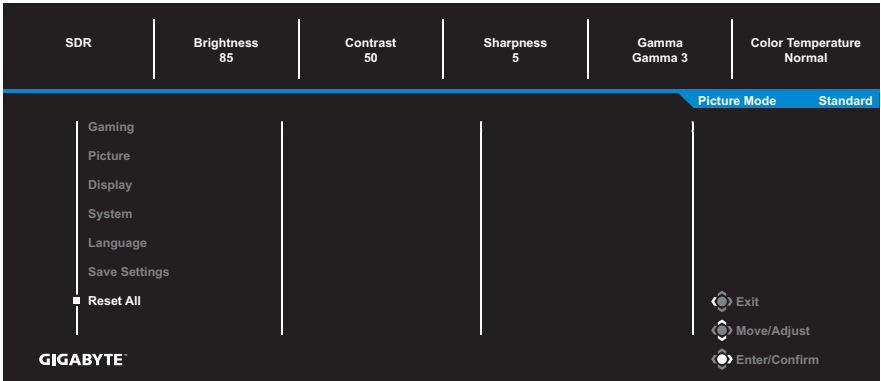 SDR
Brightness
85
Contrast
50
Sharpness
5
Gamma
Gamma 3
Color Temperature
Normal
Picture Mode Standard
Gaming
Picture
Display
System
Language
Save Settings
Reset All
Exit
Move/Adjust
Enter/Confirm
GIGABYTE™